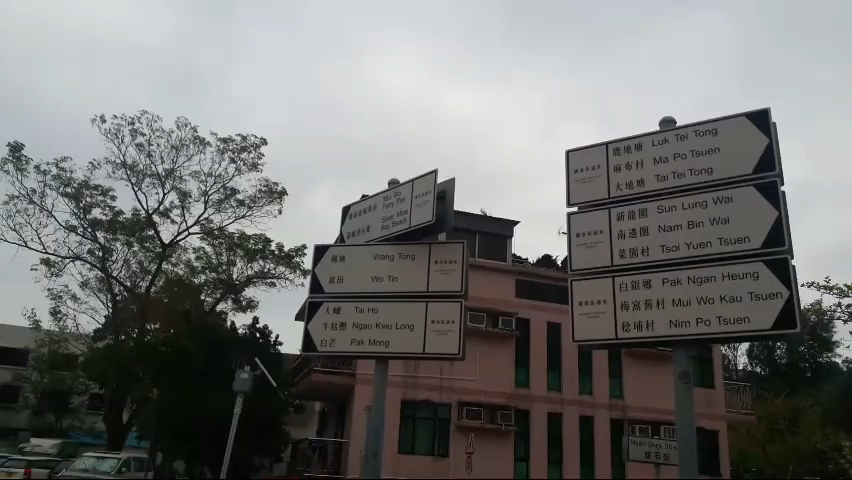 梅窩渡輪碼頭 Mui Wo Ferry Pier
銀礦灣泳灘 Silver Mine Bay Beach
橫塘 Wang Tong
窩田 Wo Tin
大蠔 Tai Ho
牛牯塱 Ngau Kwu Long
白芒 Pak Mong
鹿地塘 Luk Tei Tong
麻布村 Ma Po Tsuen
大地塘 Tai Tei Tong
新龍圍 Sun Lung Wai
南邊圍 Nam Bin Wai
菜園村 Tsoi Yuen Tsuen
白銀鄉 Pak Ngan Heung
梅窩舊村 Mui Wo Kau Tsuen
稔埔村 Nim Po Tsuen
Ngan Shek Street
銀石街